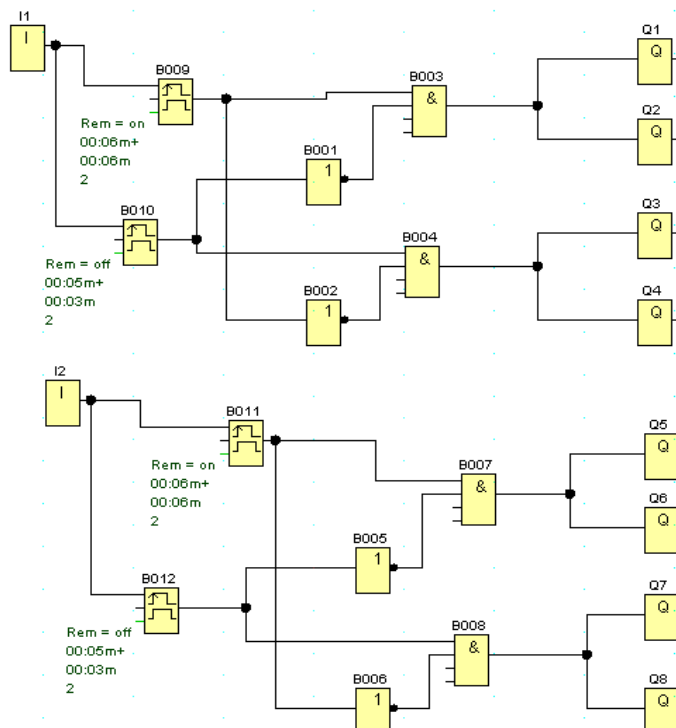 I1
I
B009
Rem = on
00:06m+
00:06m
2
B003
&
Q1
Q
Q2
Q
B001
1
B010
Rem = off
00:05m+
00:03m
2
B004
&
Q3
Q
B002
1
Q4
Q
I2
I
B011
Rem = on
00:06m+
00:06m
2
B007
&
Q5
Q
Q6
Q
B005
1
B012
Rem = off
00:05m+
00:03m
2
B008
&
Q7
Q
B006
1
Q8
Q